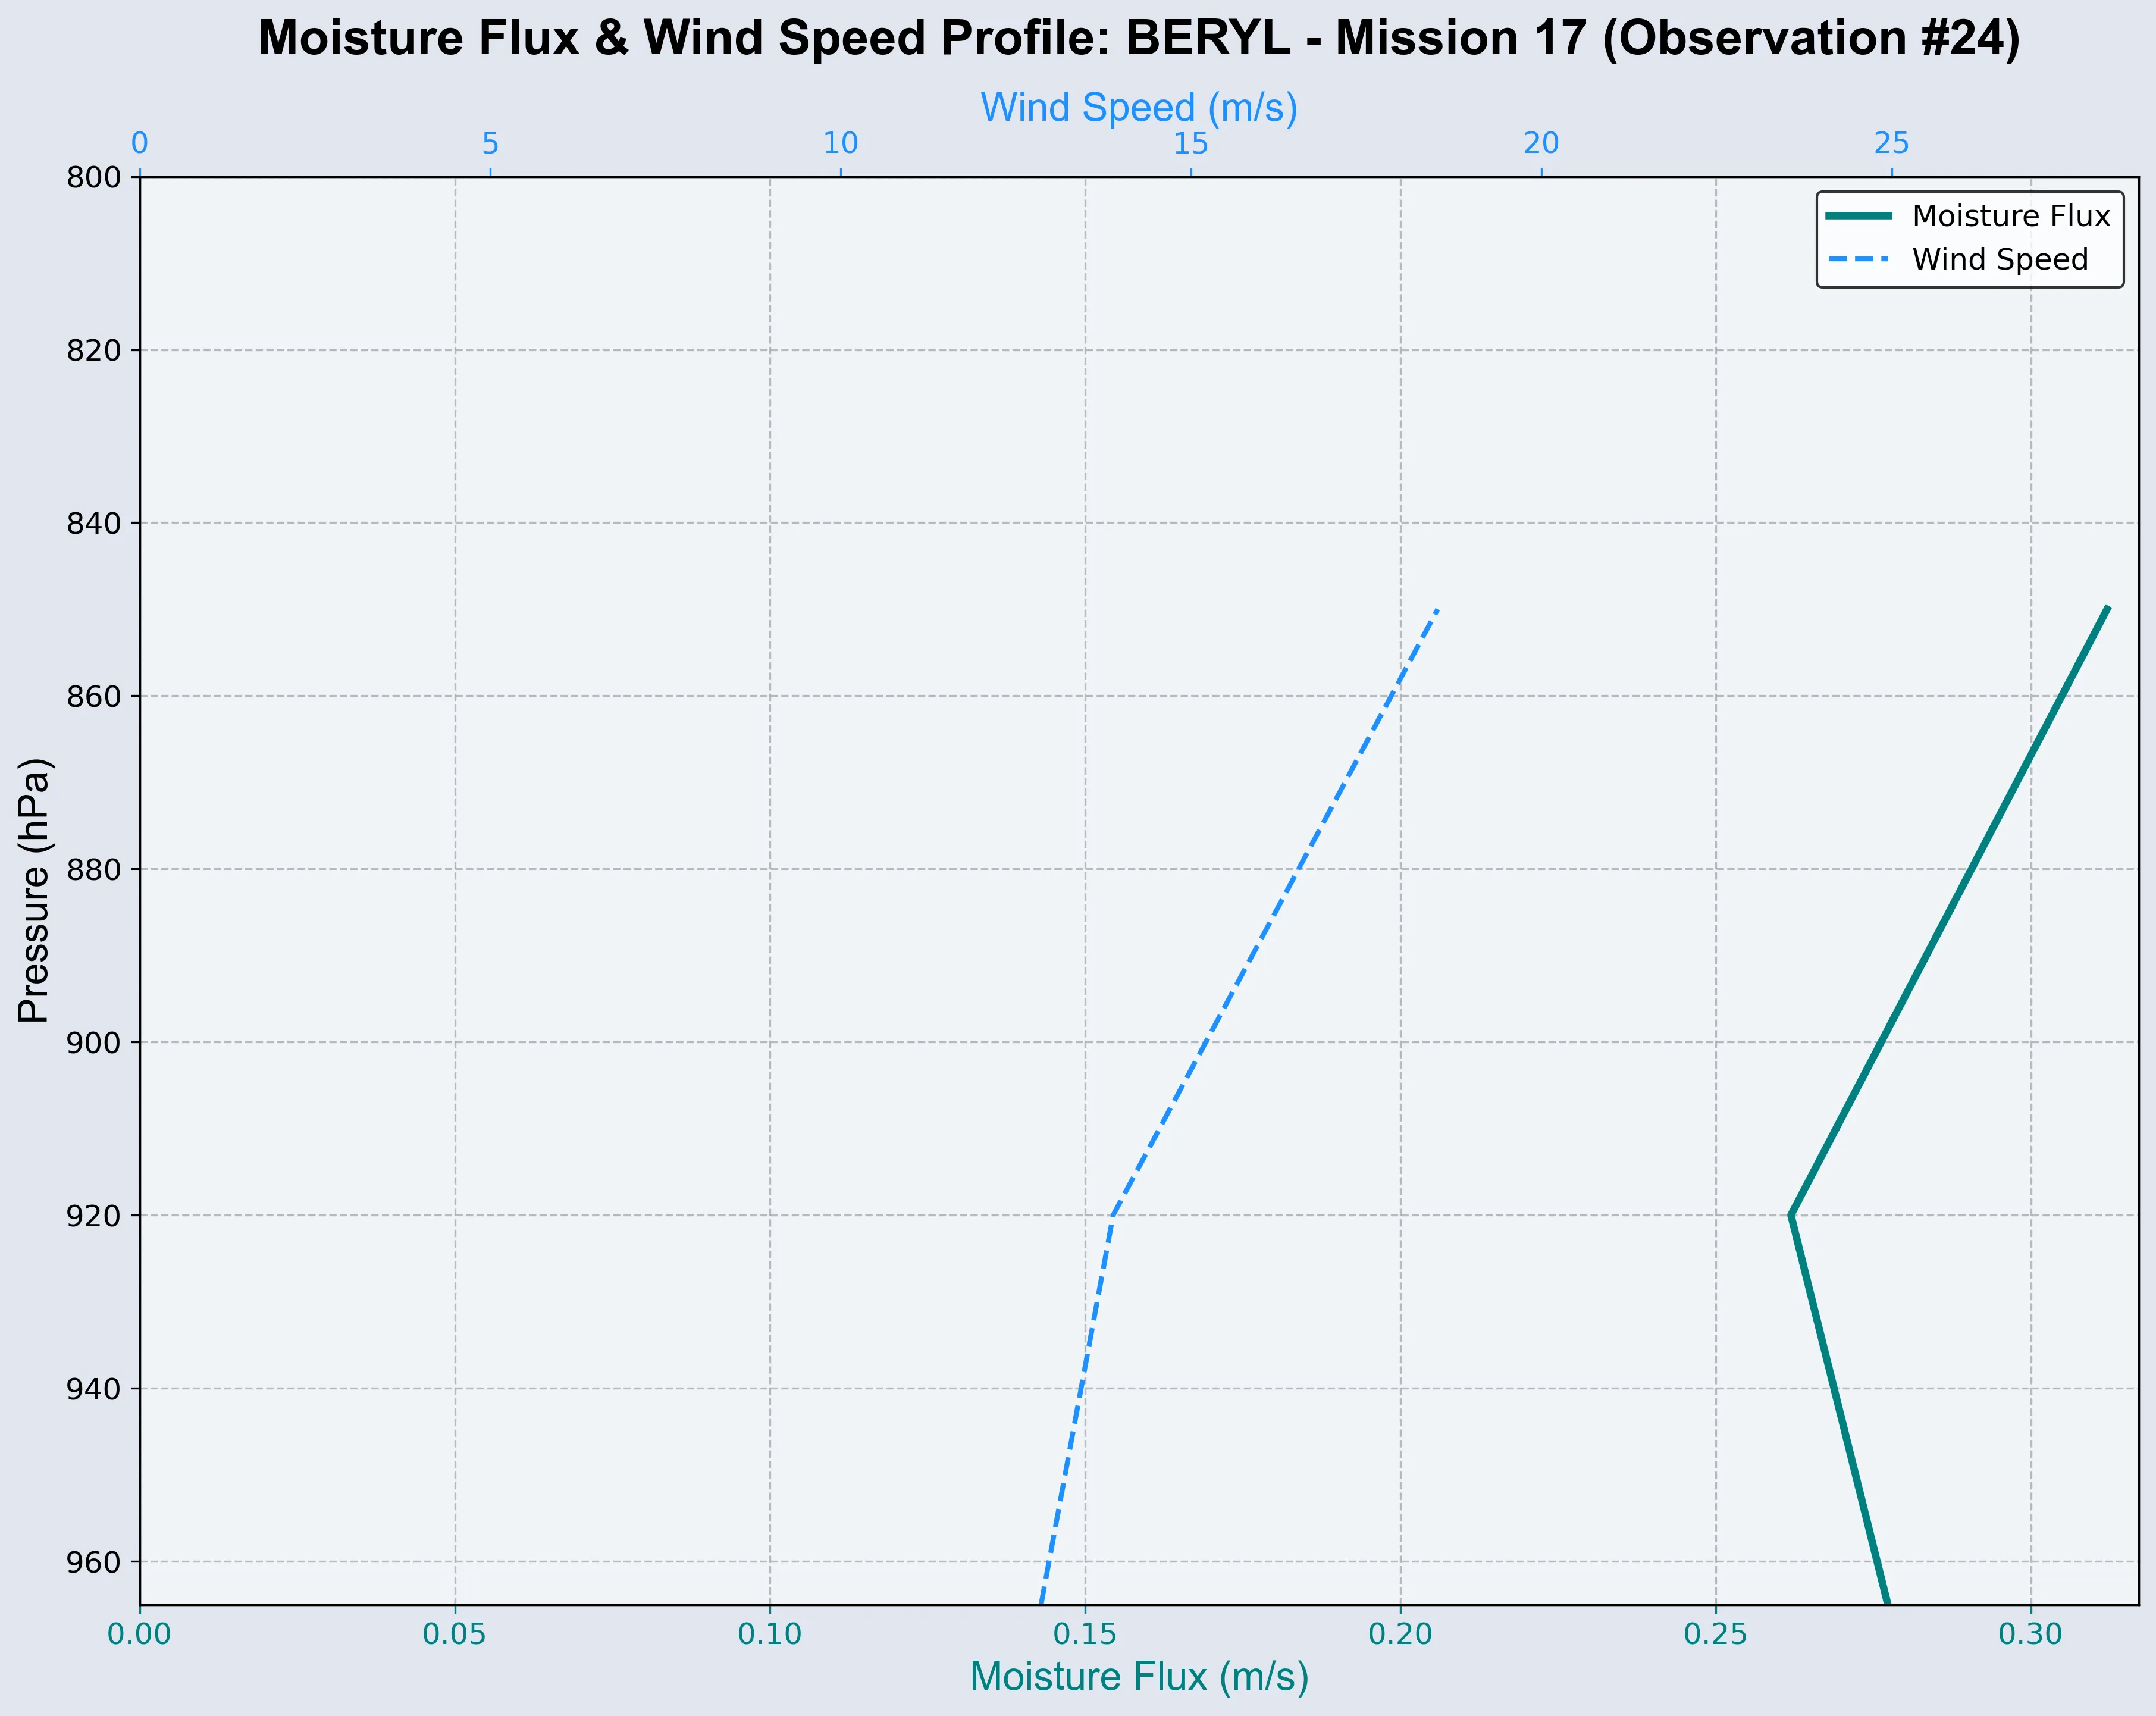 Moisture Flux & Wind Speed Profile: BERYL - Mission 17 (Observation #24)
Wind Speed (m/s)
0 5 10 15 20 25
Moisture Flux
Wind Speed
800
820
840
860
880
900
920
940
960
Pressure (hPa)
0.00 0.05 0.10 0.15 0.20 0.25 0.30
Moisture Flux (m/s)